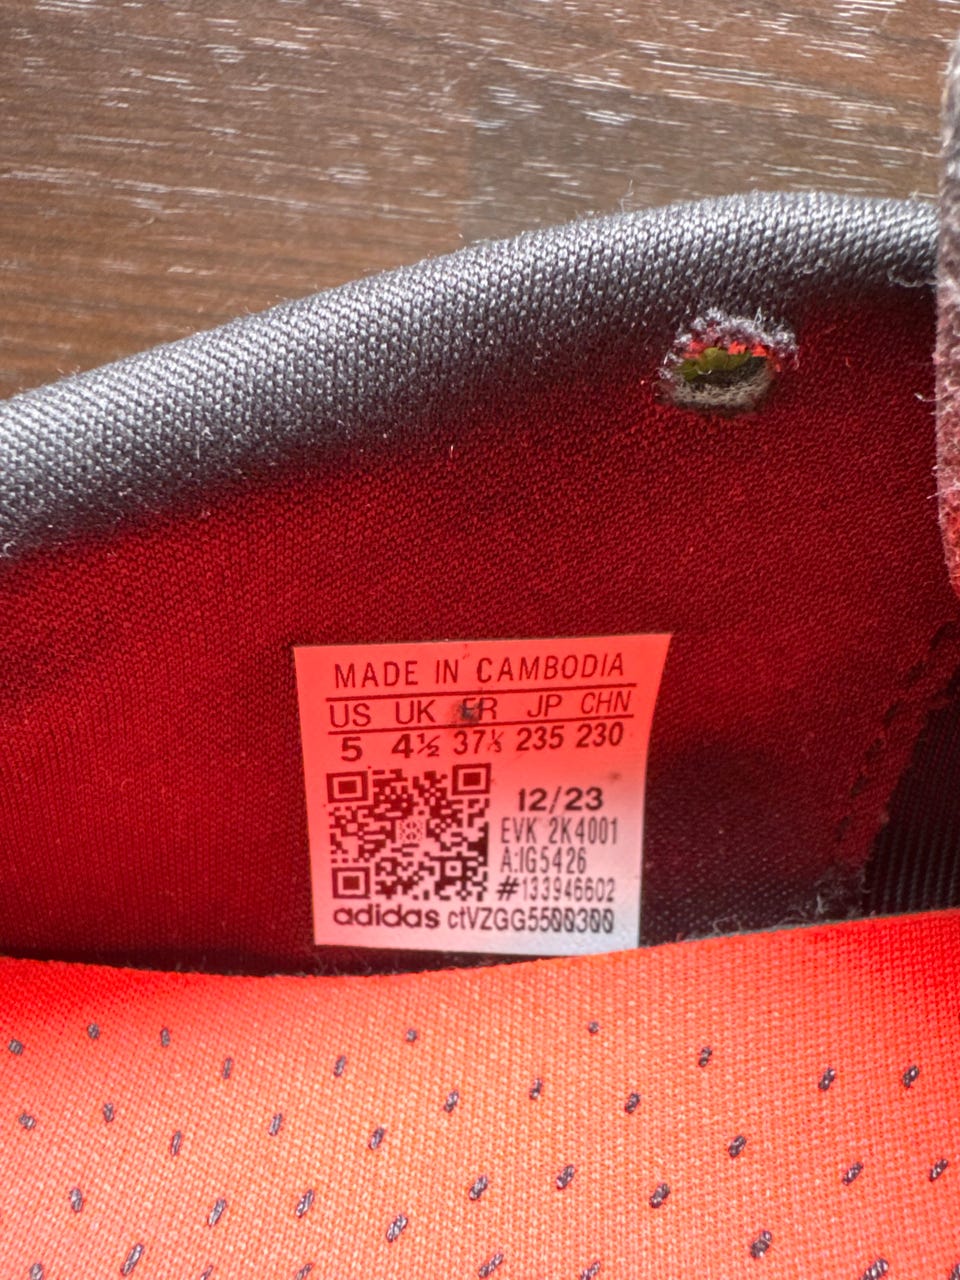 MADE IN CAMBODIA
US UK FR JP CHN
5 4½ 37⅓ 235 230
12/23
EVK 2K4001
A:IG5426
#133946602
adidas ctVZGG5500300